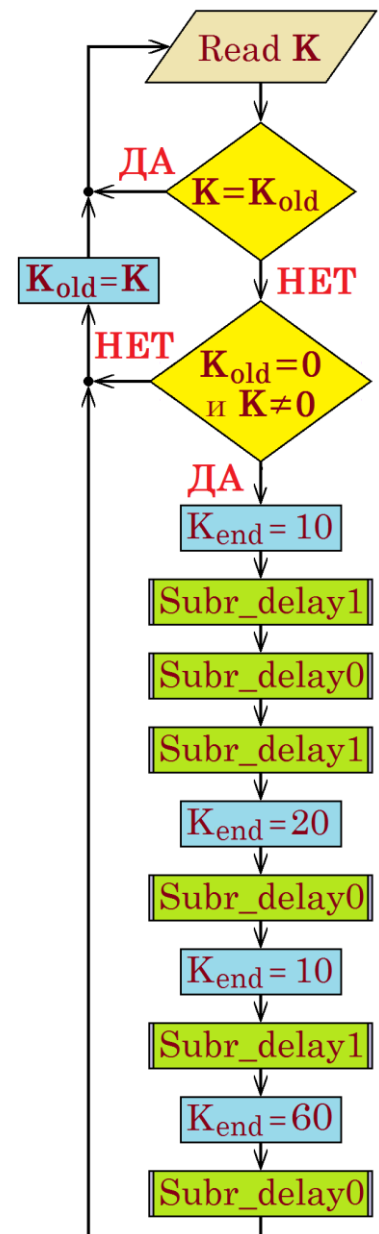 Read K
ДА
K=Kold
НЕТ
Kold=K
НЕТ
Kold=0
и K≠0
ДА
Kend=10
Subr_delay1
Subr_delay0
Subr_delay1
Kend=20
Subr_delay0
Kend=10
Subr_delay1
Kend=60
Subr_delay0